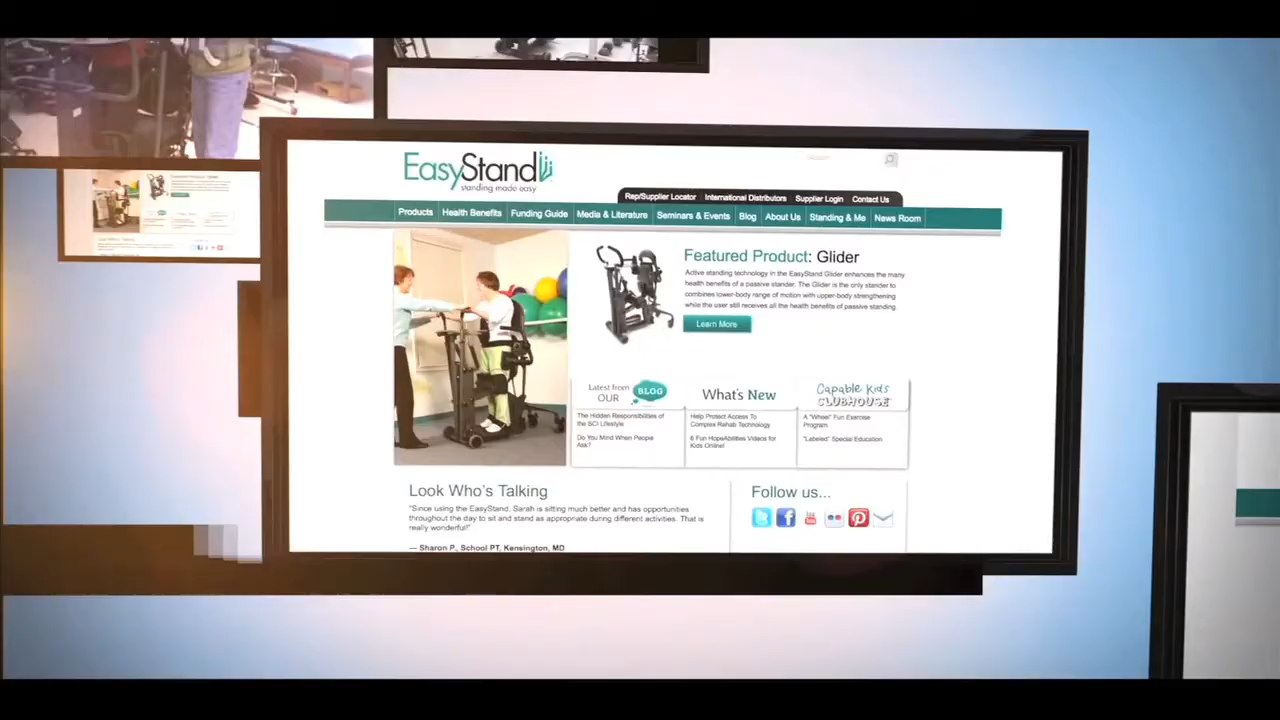 EasyStand
standing made easy
Rep/Supplier Locator International Distributors Supplier Login Contact Us
Products Health Benefits Funding Guide Media & Literature Seminars & Events Blog About Us Standing & Me News Room
Featured Product: Glider
Active standing technology in the EasyStand Glider enhances the many
health benefits of a passive stander. The Glider is the only stander to
combines lower-body range of motion with upper-body strengthening
while the user still receives all the health benefits of passive standing.
Learn More
Latest from
OUR BLOG
The Hidden Responsibilities of
the SCI Lifestyle
Do You Mind When People
Ask?
What's New
Help Protect Access To
Complex Rehab Technology
6 Fun HopeAbilities Videos for
Kids Online!
Capable Kids
CLUBHOUSE
A "Wheel" Fun Exercise
Program
"Labeled" Special Education
Look Who's Talking
"Since using the EasyStand, Sarah is sitting much better and has opportunities
throughout the day to sit and stand as appropriate during different activities. That is
really wonderful!"
— Sharon P., School PT, Kensington, MD
Follow us...